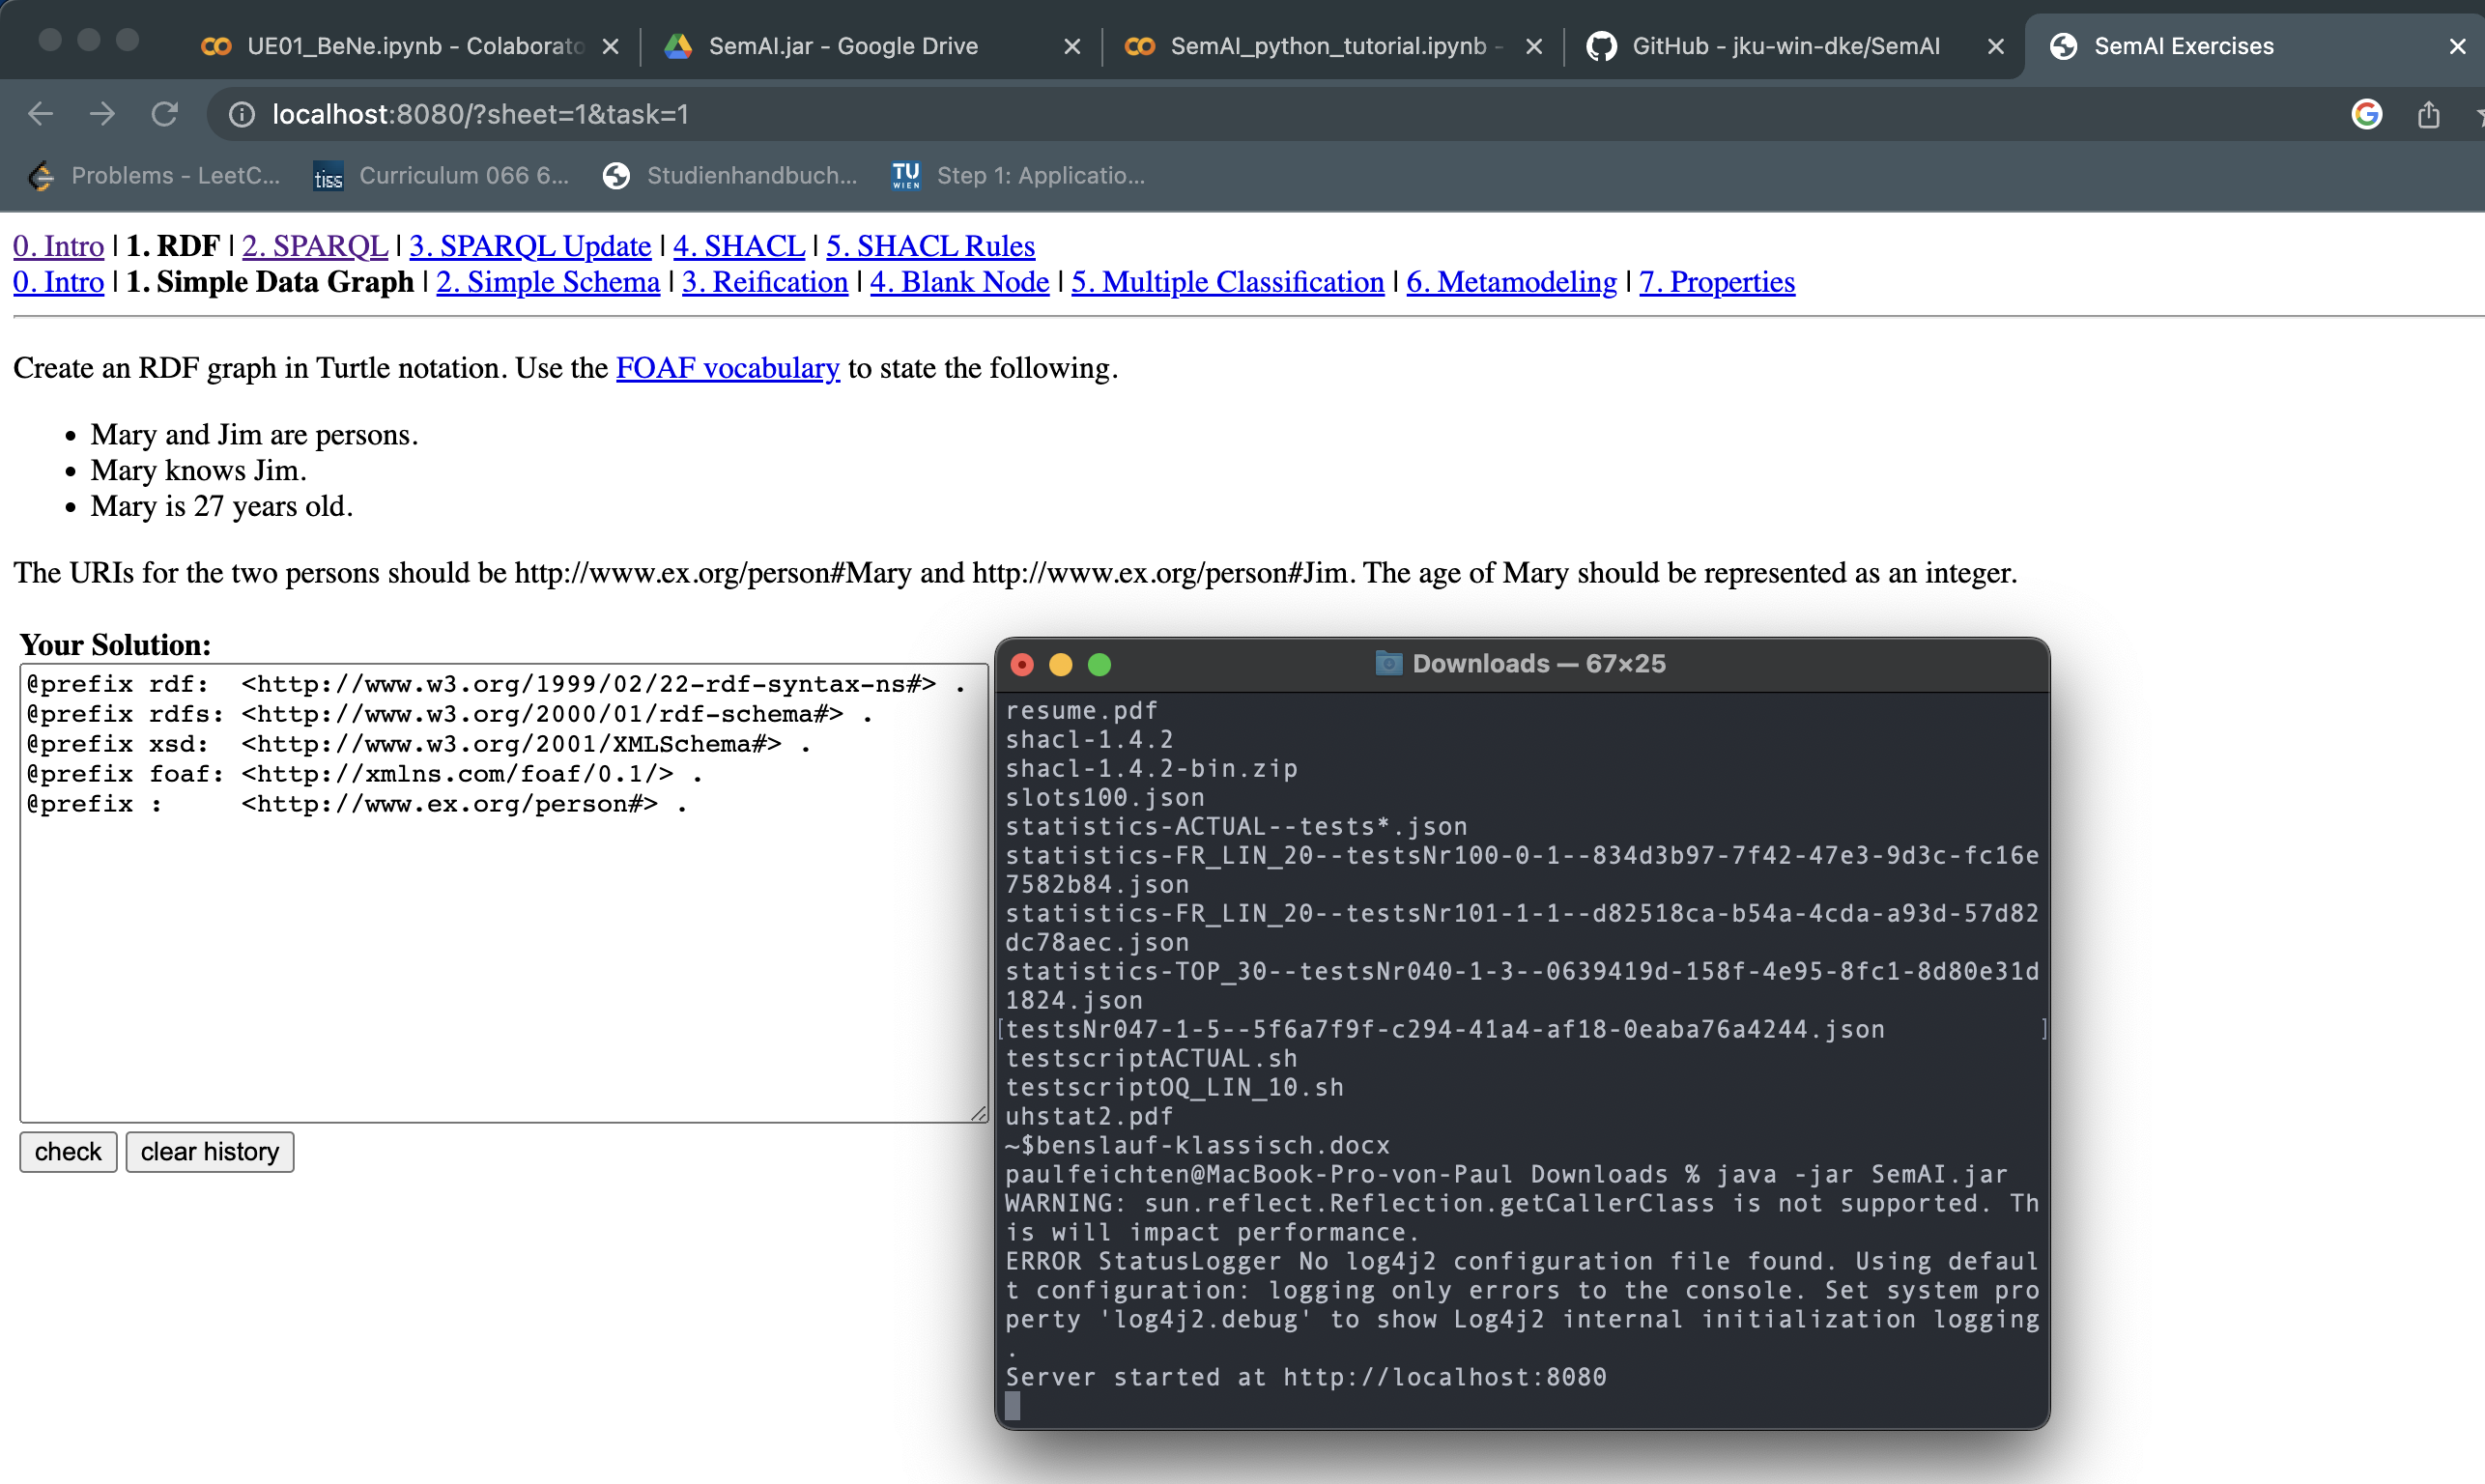 UE01_BeNe.ipynb - Colaborato
SemAI.jar - Google Drive
SemAI_python_tutorial.ipynb -
GitHub - jku-win-dke/SemAI
SemAI Exercises
localhost:8080/?sheet=1&task=1
Problems - LeetC...
tiss
Curriculum 066 6...
Studienhandbuch...
TU
WIEN
Step 1: Applicatio...
0. Intro | 1. RDF | 2. SPARQL | 3. SPARQL Update | 4. SHACL | 5. SHACL Rules
0. Intro | 1. Simple Data Graph | 2. Simple Schema | 3. Reification | 4. Blank Node | 5. Multiple Classification | 6. Metamodeling | 7. Properties
Create an RDF graph in Turtle notation. Use the FOAF vocabulary to state the following.
• Mary and Jim are persons.
• Mary knows Jim.
• Mary is 27 years old.
The URIs for the two persons should be http://www.ex.org/person#Mary and http://www.ex.org/person#Jim. The age of Mary should be represented as an integer.
Your Solution:
@prefix rdf:  <http://www.w3.org/1999/02/22-rdf-syntax-ns#> .
@prefix rdfs: <http://www.w3.org/2000/01/rdf-schema#> .
@prefix xsd:  <http://www.w3.org/2001/XMLSchema#> .
@prefix foaf: <http://xmlns.com/foaf/0.1/> .
@prefix :     <http://www.ex.org/person#> .
check
clear history
Downloads — 67×25
resume.pdf
shacl-1.4.2
shacl-1.4.2-bin.zip
slots100.json
statistics-ACTUAL--tests*.json
statistics-FR_LIN_20--testsNr100-0-1--834d3b97-7f42-47e3-9d3c-fc16e
7582b84.json
statistics-FR_LIN_20--testsNr101-1-1--d82518ca-b54a-4cda-a93d-57d82
dc78aec.json
statistics-TOP_30--testsNr040-1-3--0639419d-158f-4e95-8fc1-8d80e31d
1824.json
[testsNr047-1-5--5f6a7f9f-c294-41a4-af18-0eaba76a4244.json ]
testscriptACTUAL.sh
testscriptOQ_LIN_10.sh
uhstat2.pdf
~$benslauf-klassisch.docx
paulfeichten@MacBook-Pro-von-Paul Downloads % java -jar SemAI.jar
WARNING: sun.reflect.Reflection.getCallerClass is not supported. Th
is will impact performance.
ERROR StatusLogger No log4j2 configuration file found. Using defaul
t configuration: logging only errors to the console. Set system pro
perty 'log4j2.debug' to show Log4j2 internal initialization logging
.
Server started at http://localhost:8080